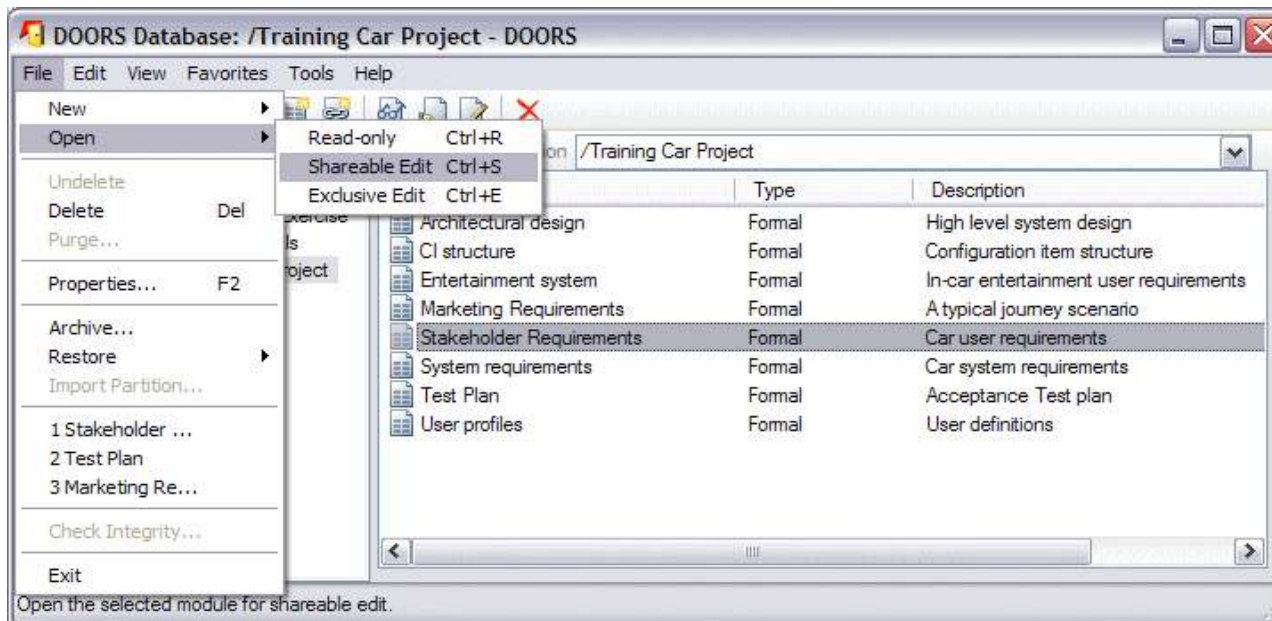 DOORS Database: /Training Car Project - DOORS
File Edit View Favorites Tools Help
New
Open
Read-only Ctrl+R
Shareable Edit Ctrl+S
Exclusive Edit Ctrl+E
Undelete
Delete Del
Purge...
Properties... F2
Archive...
Restore
Import Partition...
1 Stakeholder ...
2 Test Plan
3 Marketing Re...
Check Integrity...
Exit
/Training Car Project
Type Description
Architectural design Formal High level system design
CI structure Formal Configuration item structure
Entertainment system Formal In-car entertainment user requirements
Marketing Requirements Formal A typical journey scenario
Stakeholder Requirements Formal Car user requirements
System requirements Formal Car system requirements
Test Plan Formal Acceptance Test plan
User profiles Formal User definitions
Open the selected module for shareable edit.